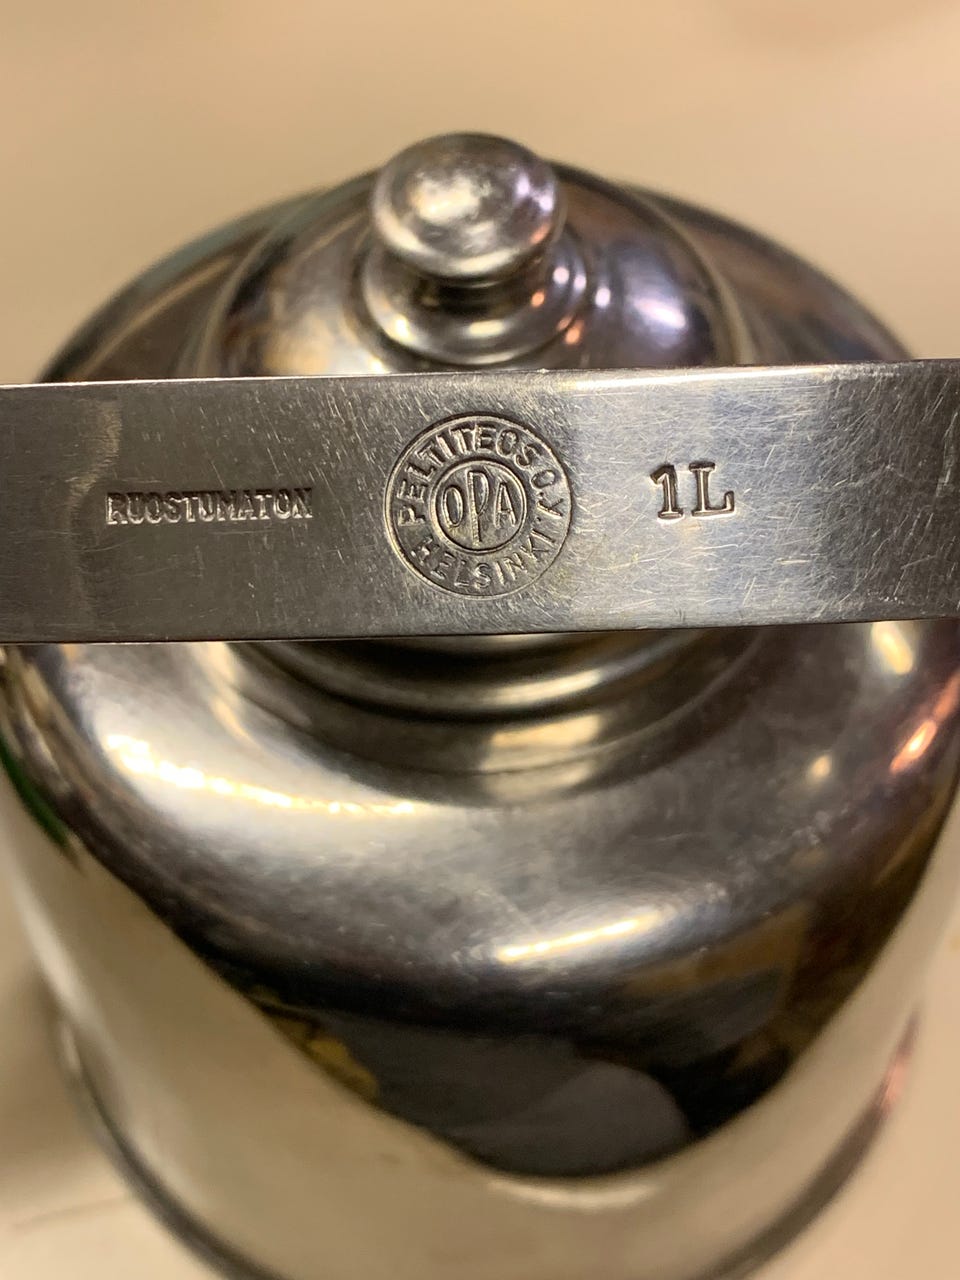 RUOSTUMATON
PELTITEOS O.Y.
OPA
HELSINKI
1L